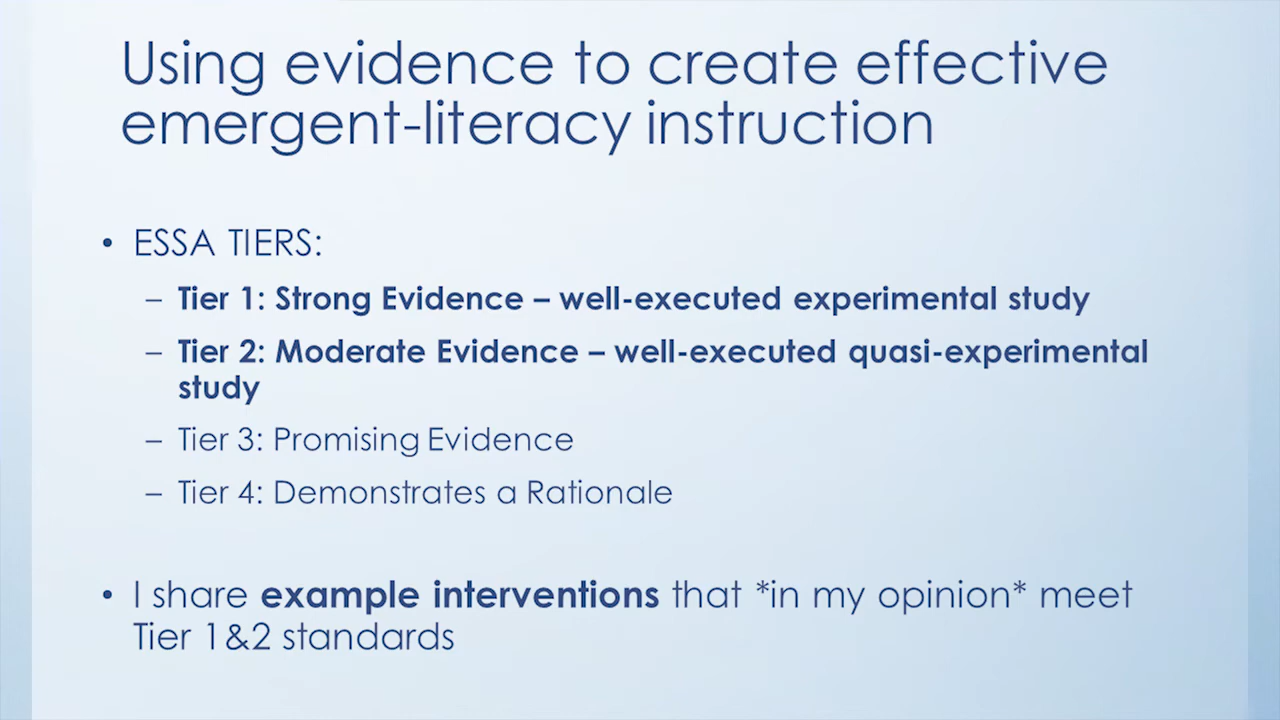 Using evidence to create effective
emergent-literacy instruction
• ESSA TIERS:
– Tier 1: Strong Evidence – well-executed experimental study
– Tier 2: Moderate Evidence – well-executed quasi-experimental
study
– Tier 3: Promising Evidence
– Tier 4: Demonstrates a Rationale
• I share example interventions that *in my opinion* meet
Tier 1&2 standards